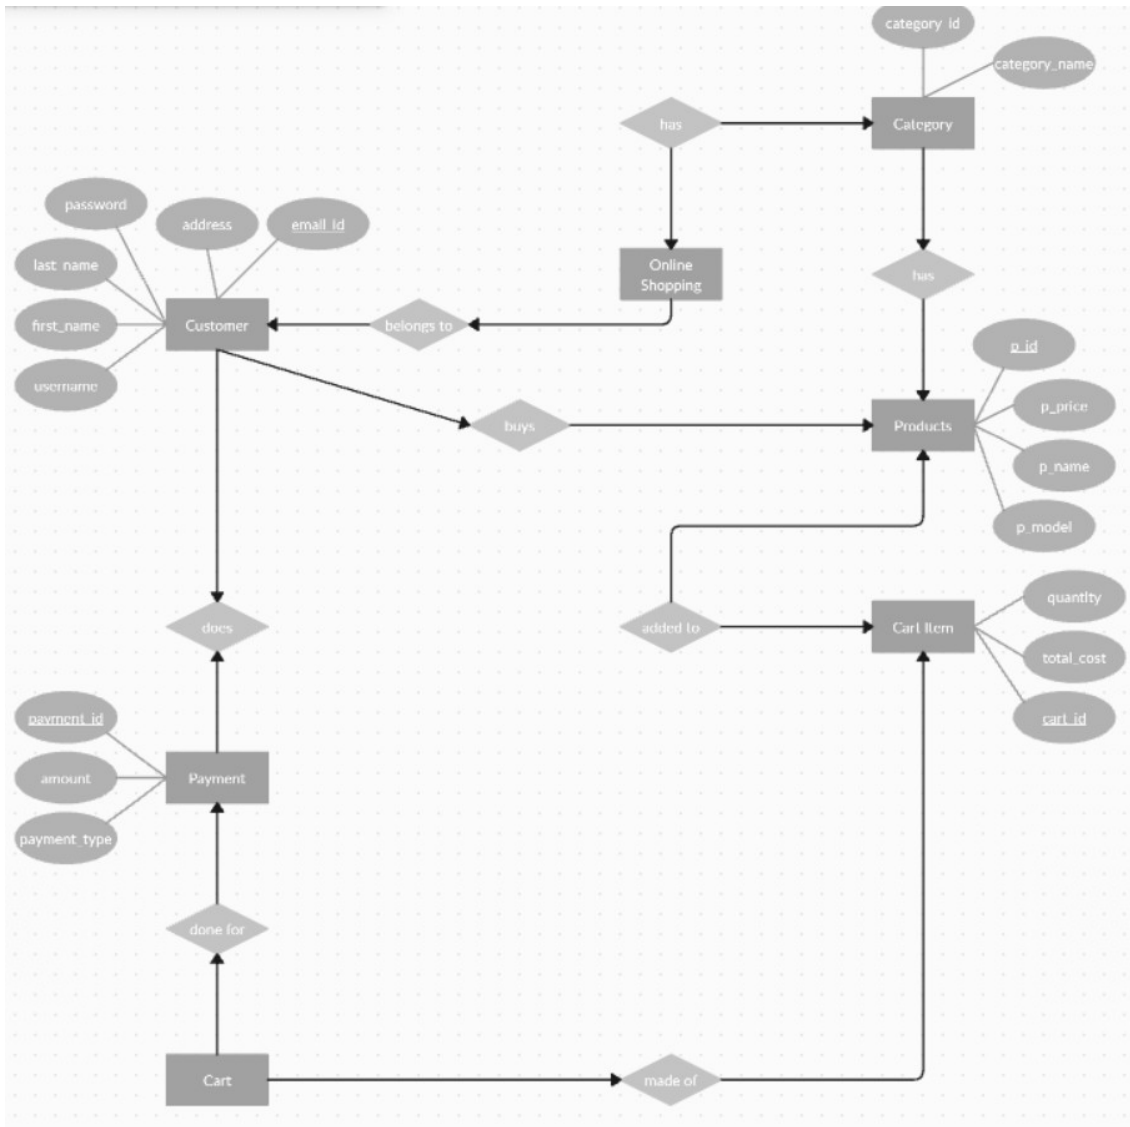 category_id
category_name
has
Category
password
address
email_id
last_name
Online
Shopping
has
first_name
Customer
belongs to
p_id
username
buys
Products
p_price
p_name
p_model
quantity
does
added to
Cart Item
total_cost
payment_id
cart_id
amount
Payment
payment_type
done for
Cart
made of